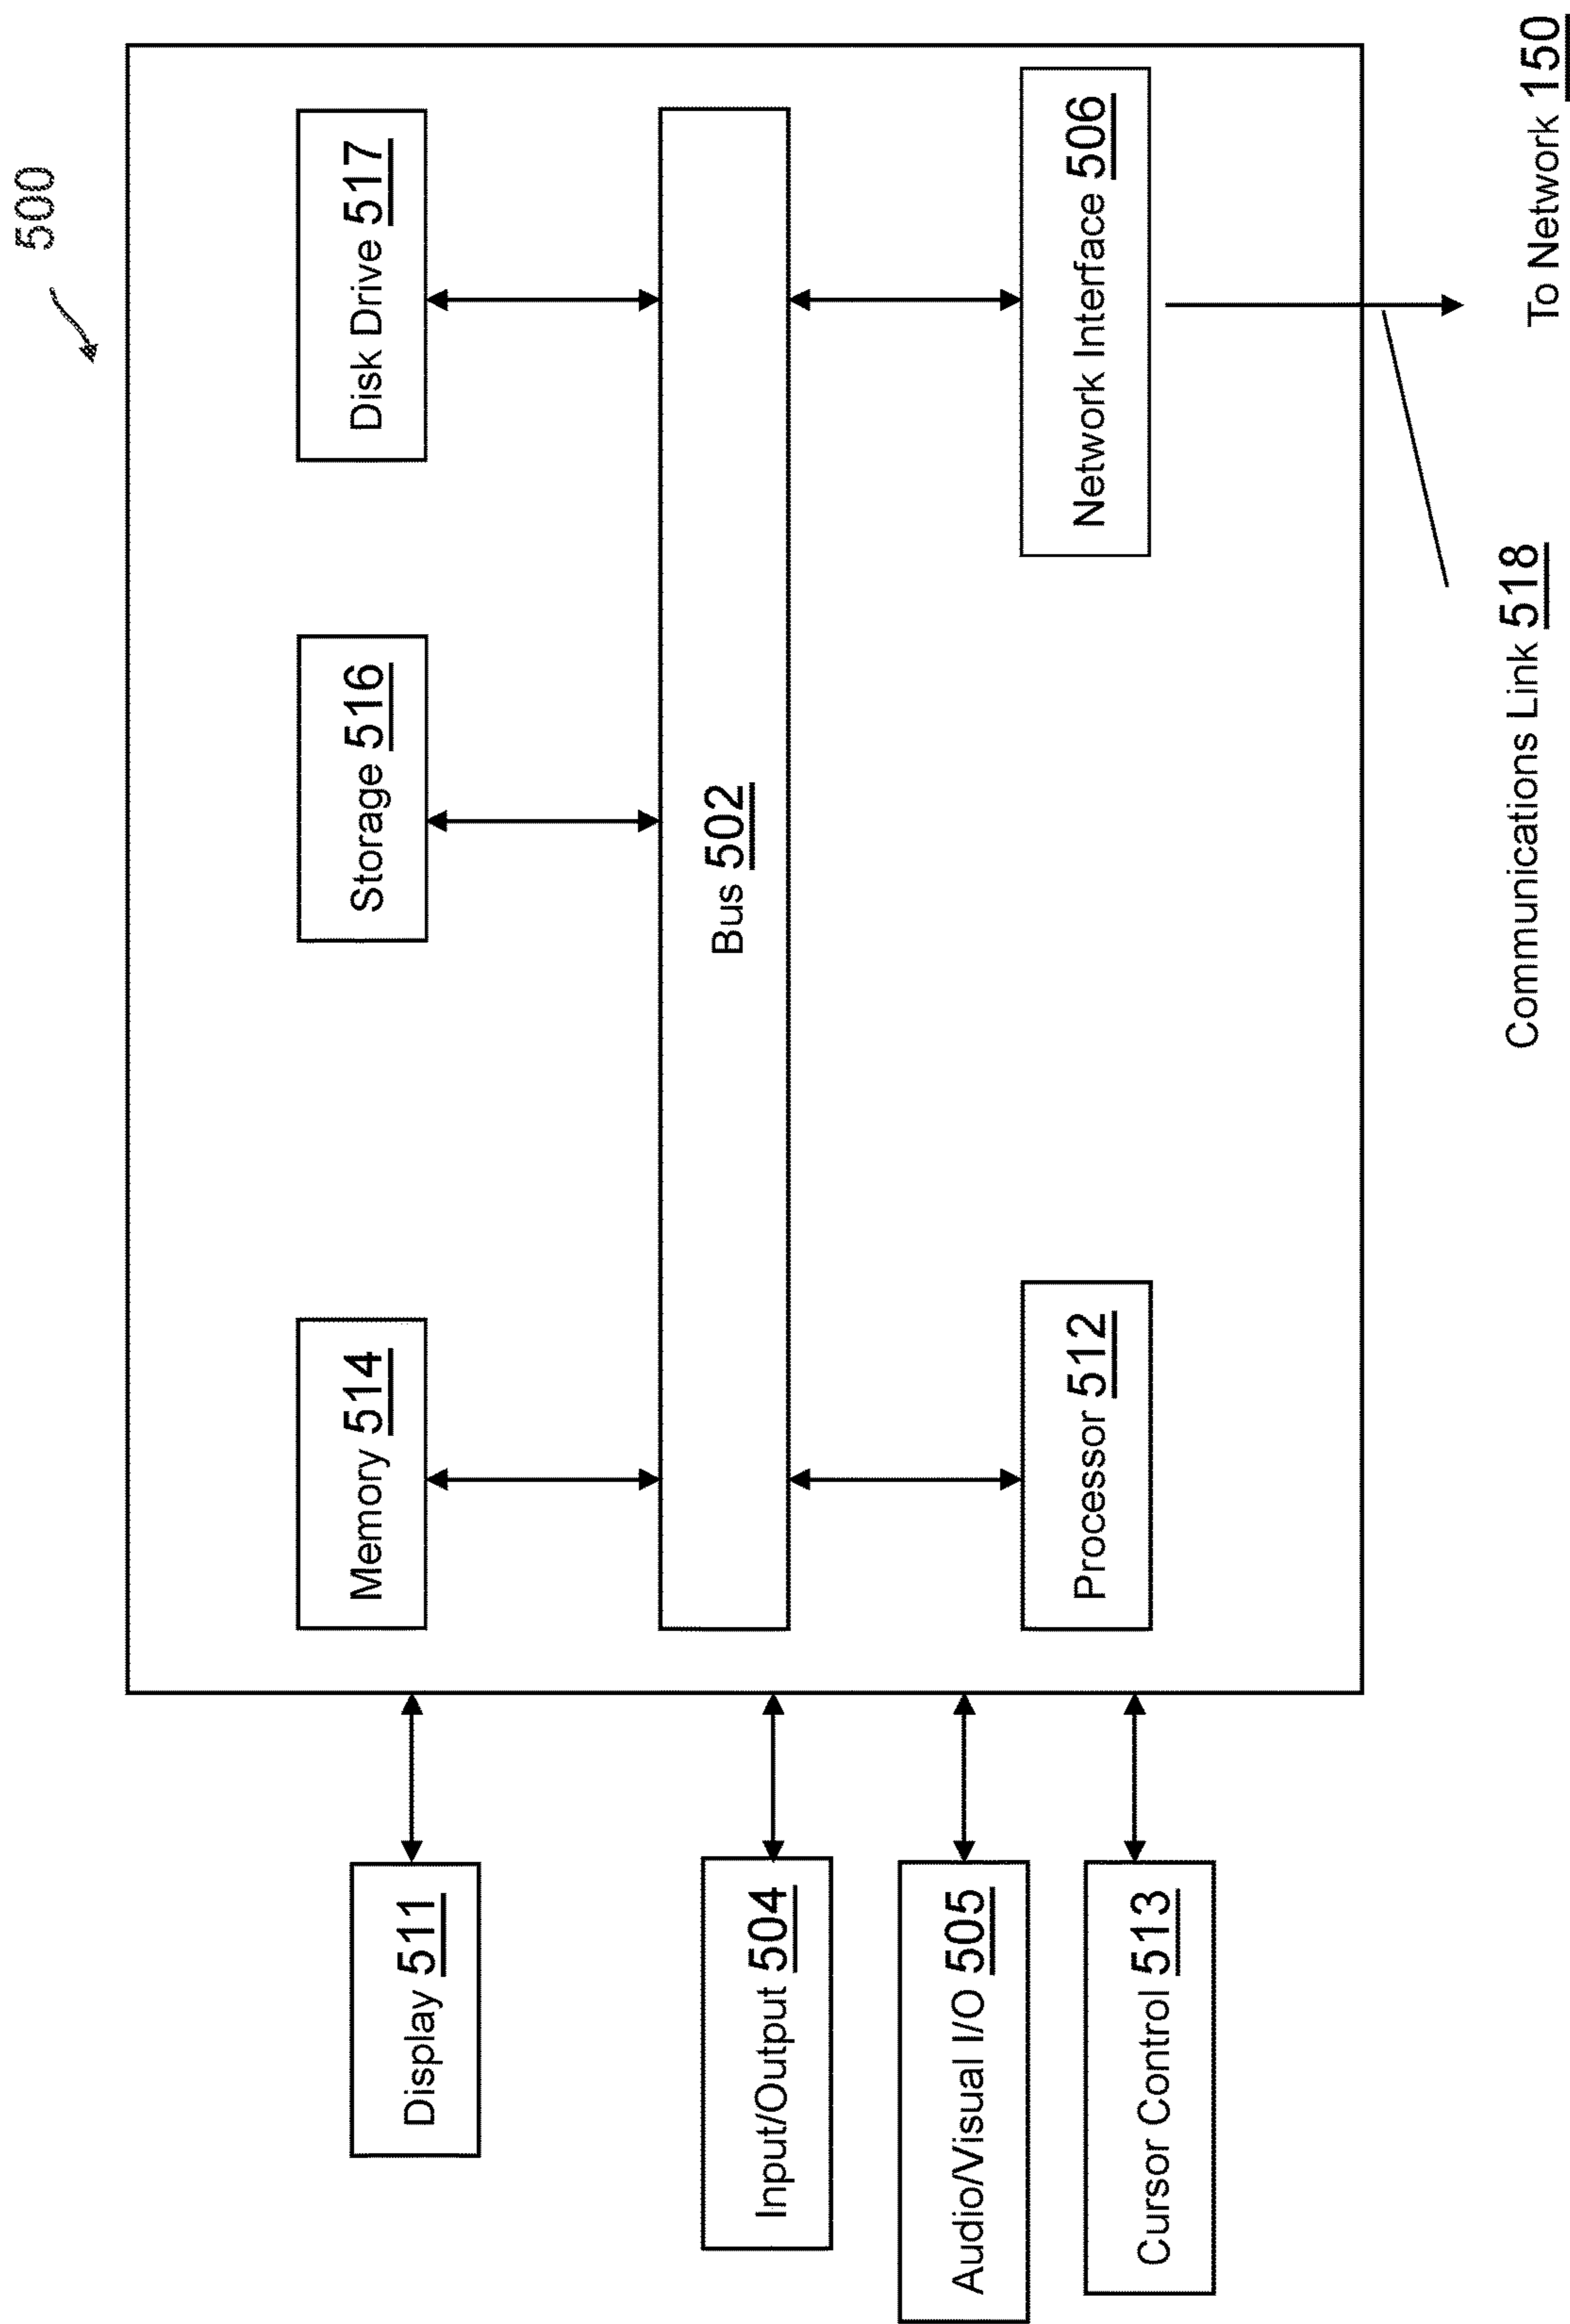 500
Display 511
Memory 514
Storage 516
Disk Drive 517
Input/Output 504
Bus 502
Audio/Visual I/O 505
Cursor Control 513
Processor 512
Network Interface 506
Communications Link 518
To Network 150